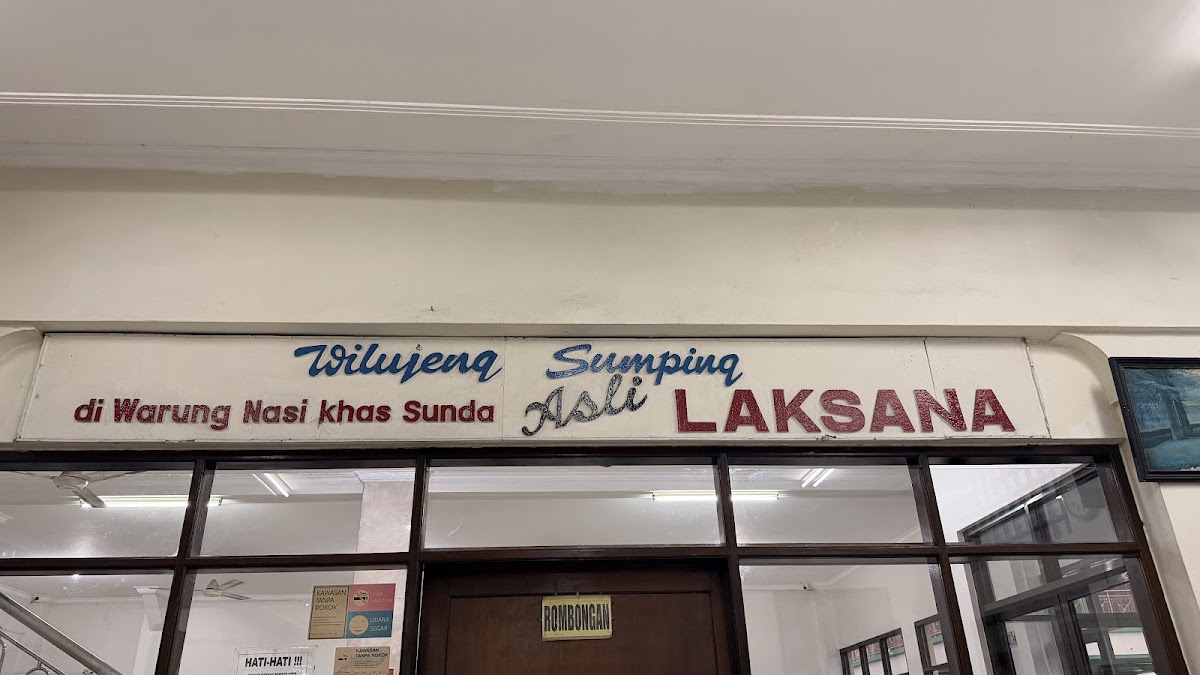 Wilujeng Sumping
di Warung Nasi khas Sunda Asli LAKSANA
ROMBONGAN
KAWASAN
TANPA
ROKOK
UDARA
SEGAR
HATI-HATI !!!
KAWASAN
TANPA